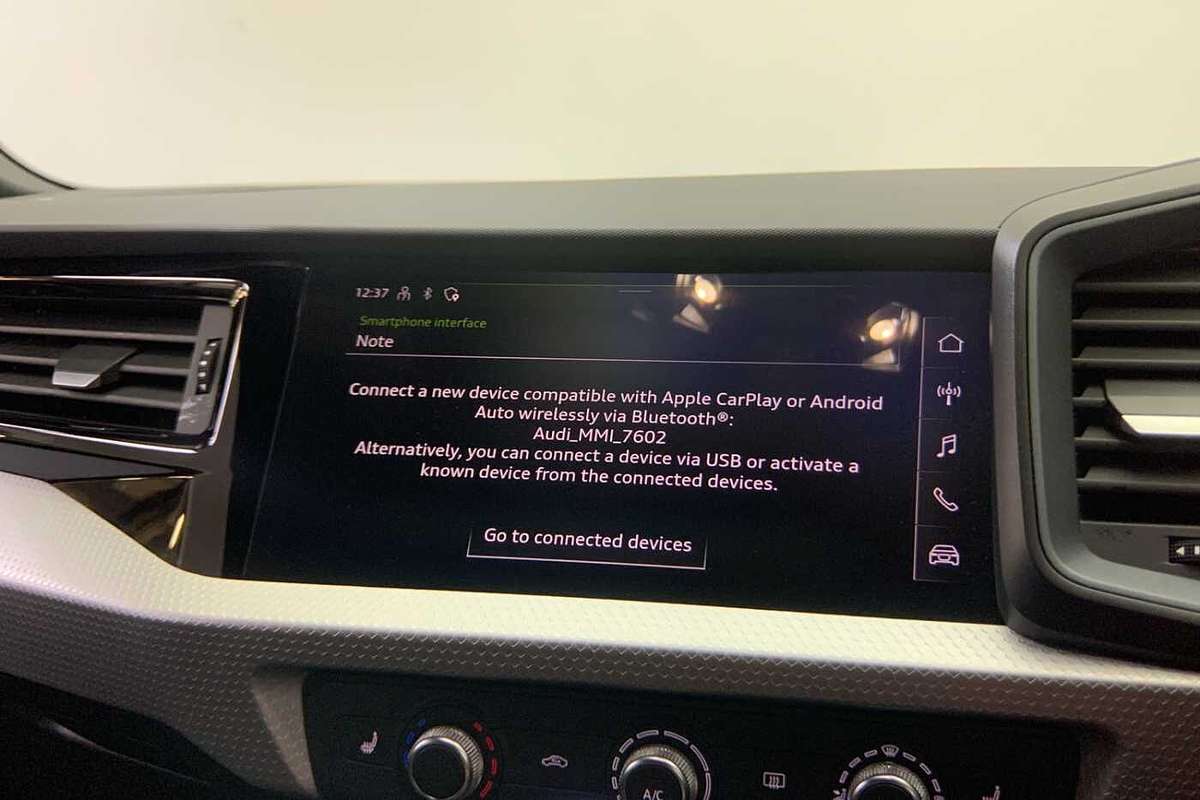 12:37
Smartphone interface
Note
Connect a new device compatible with Apple CarPlay or Android
Auto wirelessly via Bluetooth®:
Audi_MMI_7602
Alternatively, you can connect a device via USB or activate a
known device from the connected devices.
Go to connected devices
A/C